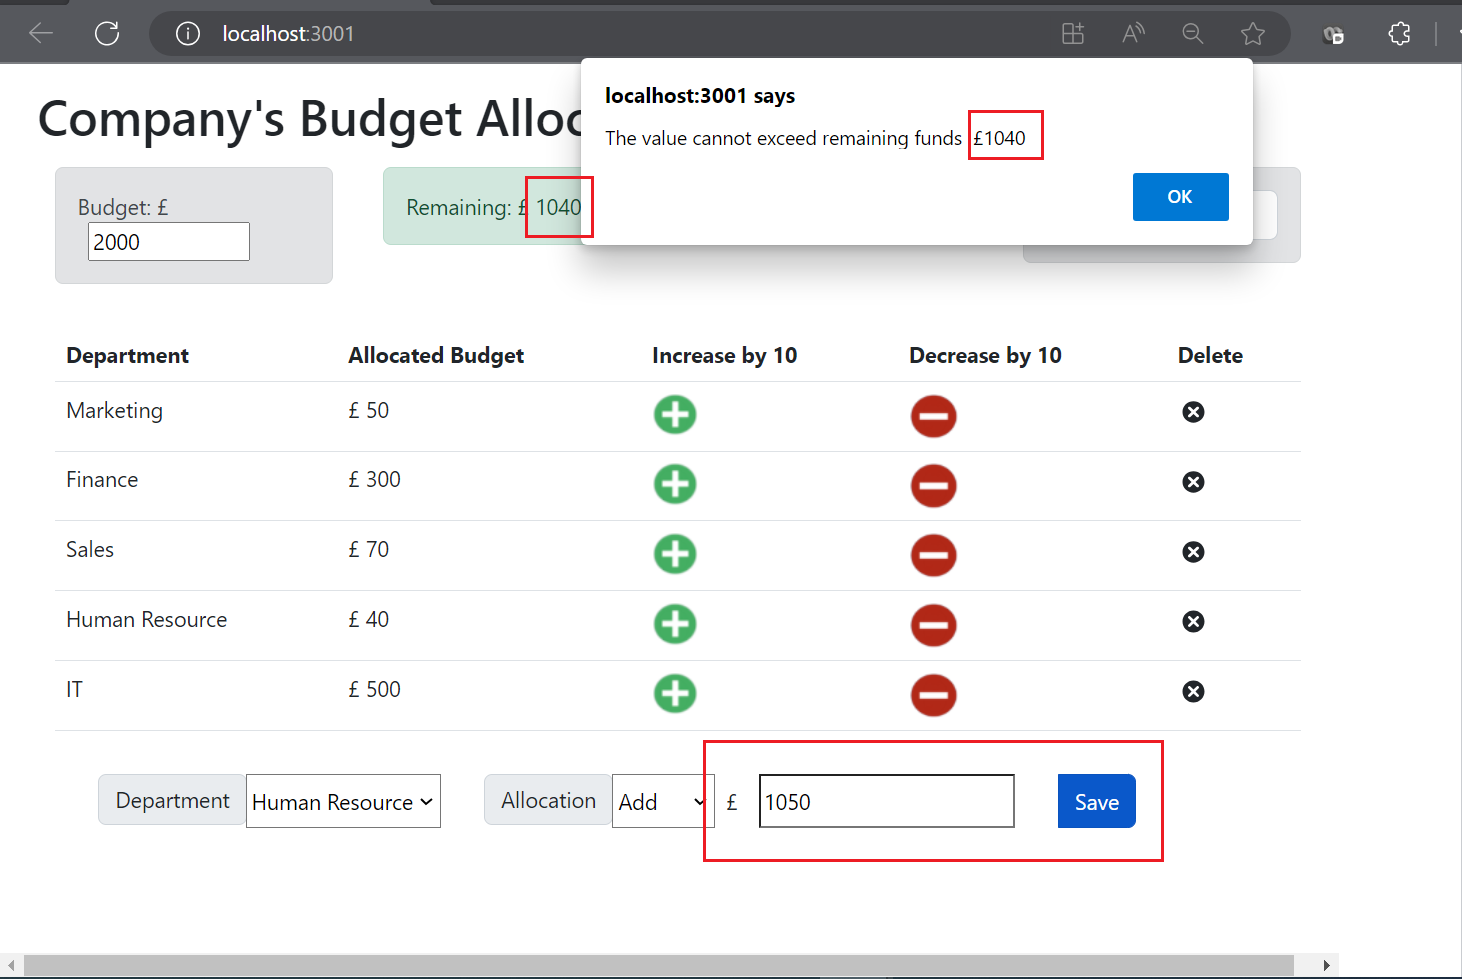 localhost:3001
localhost:3001 says
The value cannot exceed remaining funds £1040
OK
Company's Budget Alloc
Budget: £
2000
Remaining: £ 1040
Department Allocated Budget Increase by 10 Decrease by 10 Delete
Marketing £ 50
Finance £ 300
Sales £ 70
Human Resource £ 40
IT £ 500
Department Human Resource Allocation Add £ 1050 Save